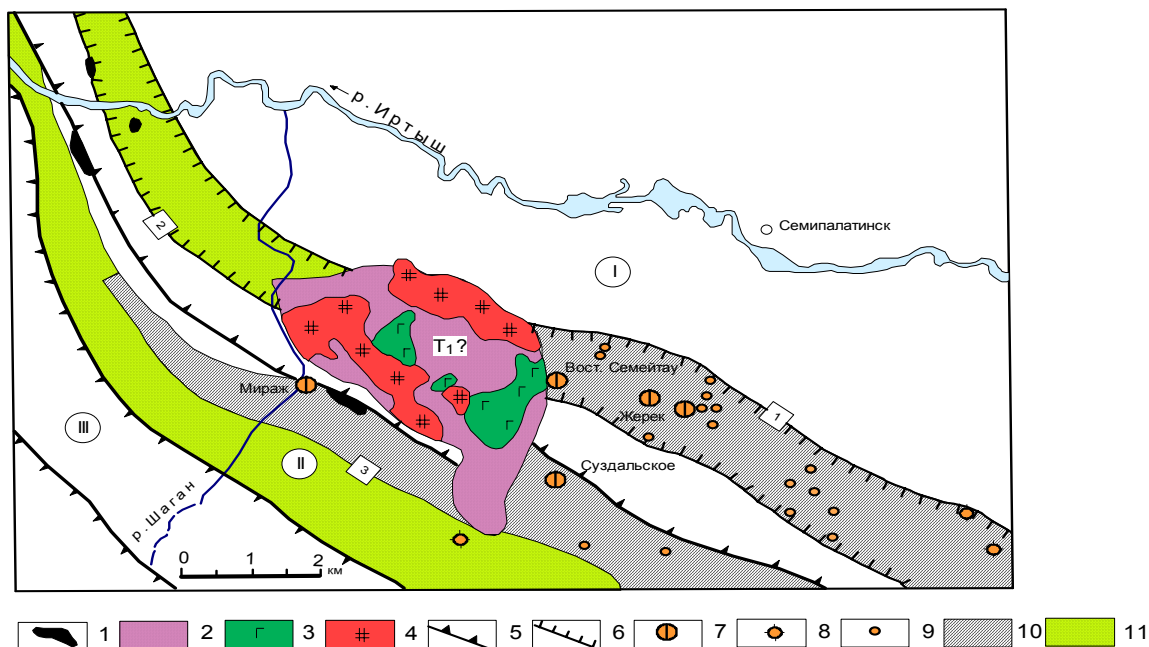 р. Иртыш
Семипалатинск
2
I
T1?
Вост. Семейтау
Мираж
Жерек
1
III
II
3
Суздальское
р. Шаган
0 1 2
км
1 2 3 4 5 6 7 8 9 10 11